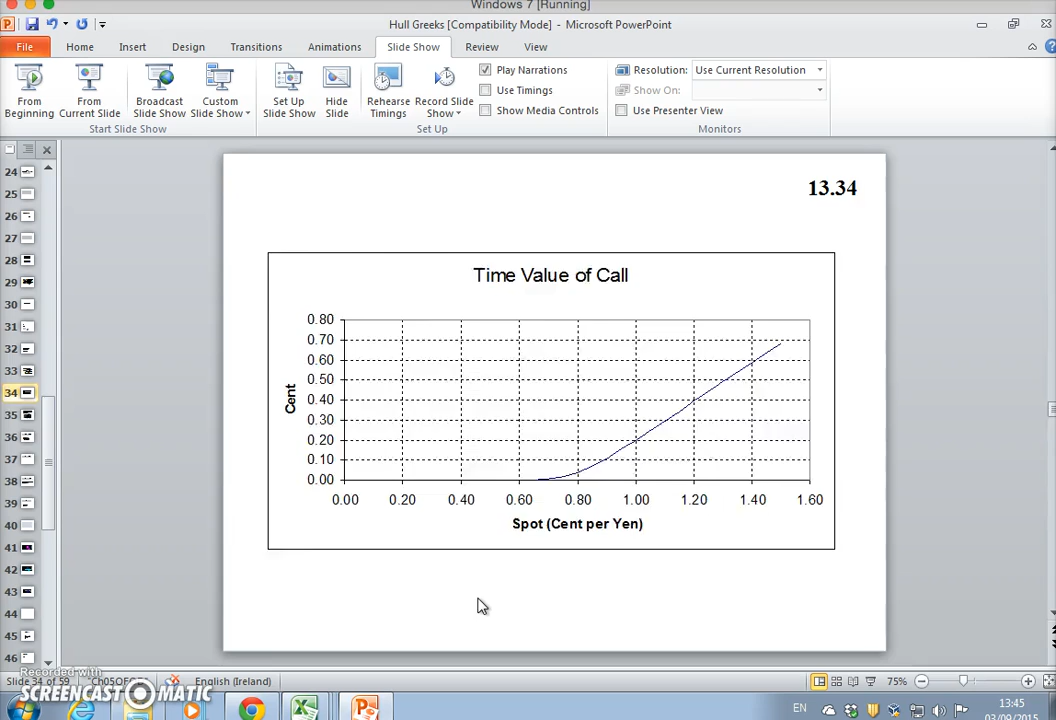 Windows 7 [Running]
Hull Greeks [Compatibility Mode] - Microsoft PowerPoint
File Home Insert Design Transitions Animations Slide Show Review View
From Beginning
From Current Slide
Broadcast Slide Show
Custom Slide Show
Set Up Slide Show
Hide Slide
Rehearse Timings
Record Slide Show
Play Narrations
Use Timings
Show Media Controls
Resolution: Use Current Resolution
Show On:
Use Presenter View
Start Slide Show
Set Up
Monitors
24
25
26
27
28
29
30
31
32
33
34
35
36
37
38
39
40
41
42
43
44
45
46
13.34
Time Value of Call
Cent
0.80
0.70
0.60
0.50
0.40
0.30
0.20
0.10
0.00
0.00 0.20 0.40 0.60 0.80 1.00 1.20 1.40 1.60
Spot (Cent per Yen)
Recorded with
SCREENCAST MATIC
Slide 34 of 59
English (Ireland)
75%
EN
13:45
03/09/2015